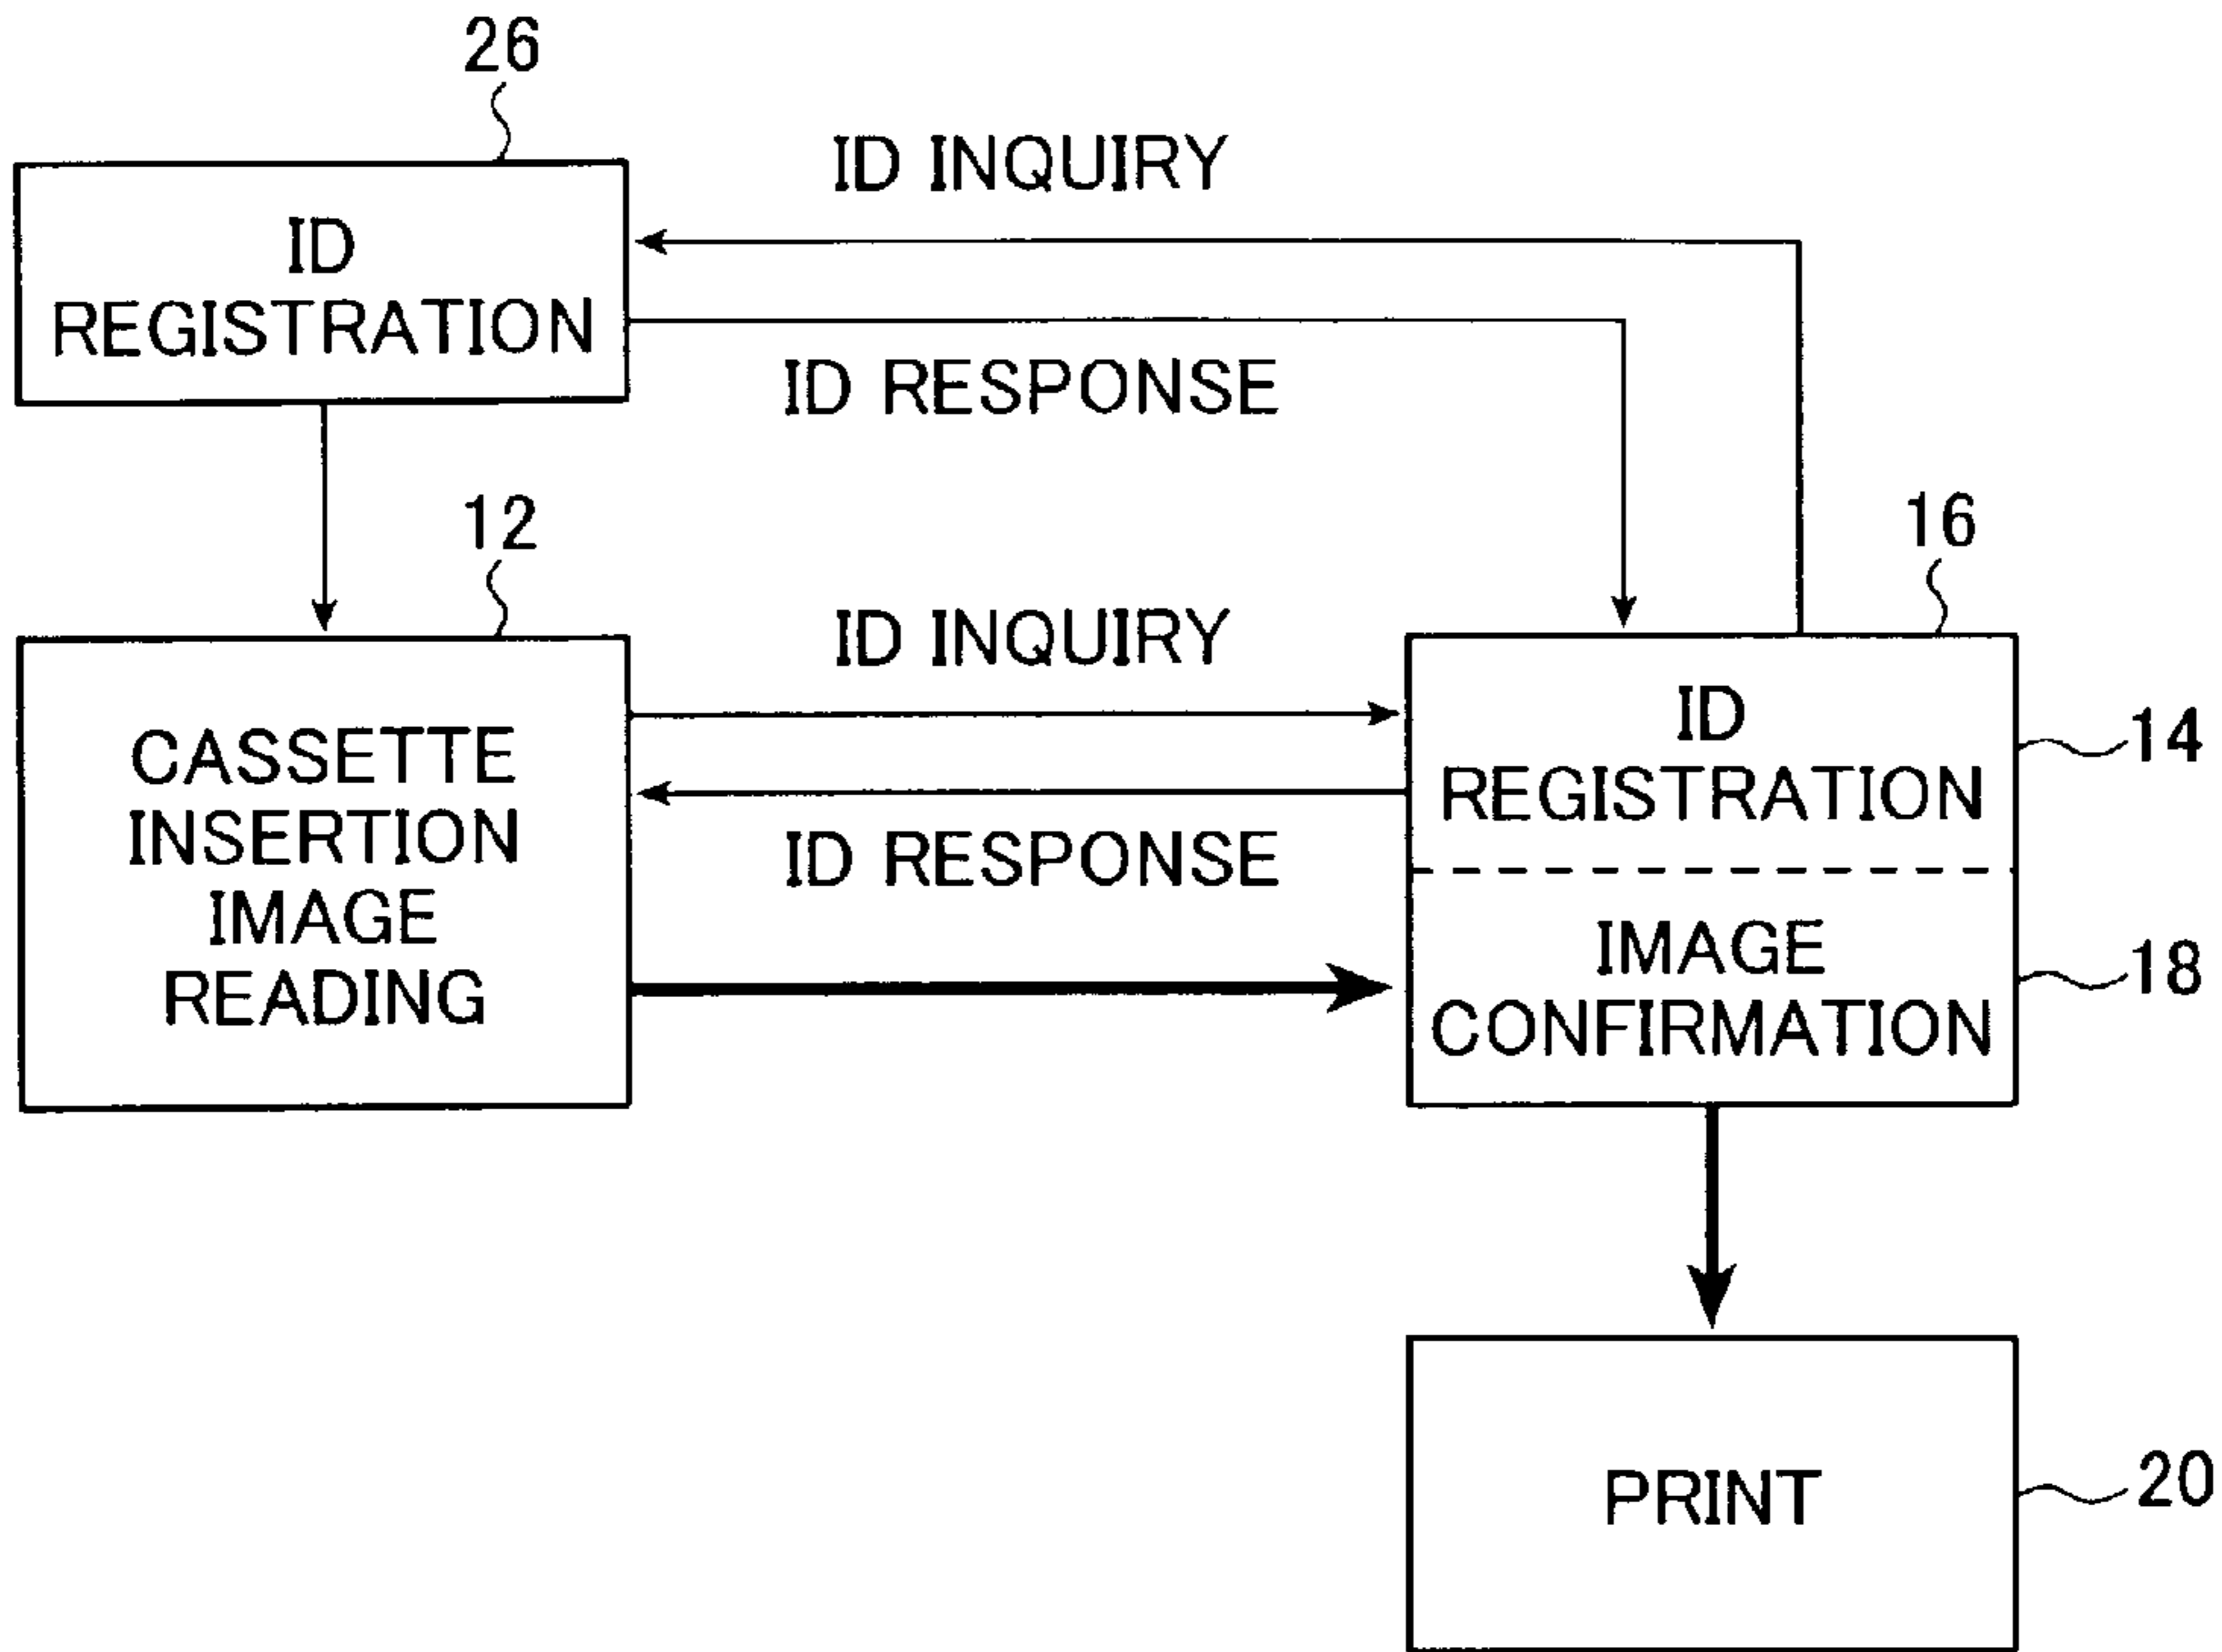 26
ID INQUIRY
ID
REGISTRATION
ID RESPONSE
12
16
ID INQUIRY
CASSETTE
INSERTION
IMAGE
READING
ID RESPONSE
ID
REGISTRATION
14
IMAGE
CONFIRMATION
18
PRINT
20